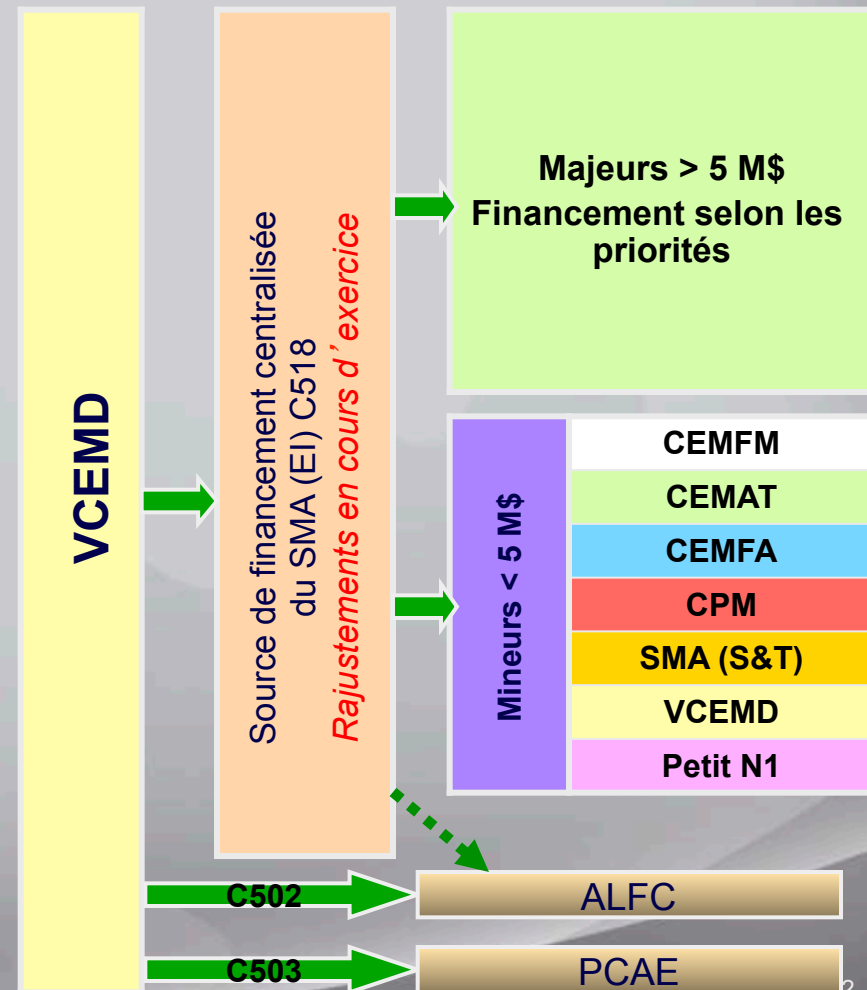 VCEMD
Source de financement centralisée
du SMA (EI) C518
Rajustements en cours d’exercice
Majeurs > 5 M$
Financement selon les
priorités
Mineurs < 5 M$
CEMFM
CEMAT
CEMFA
CPM
SMA (S&T)
VCEMD
Petit N1
C502
ALFC
C503
PCAE
2